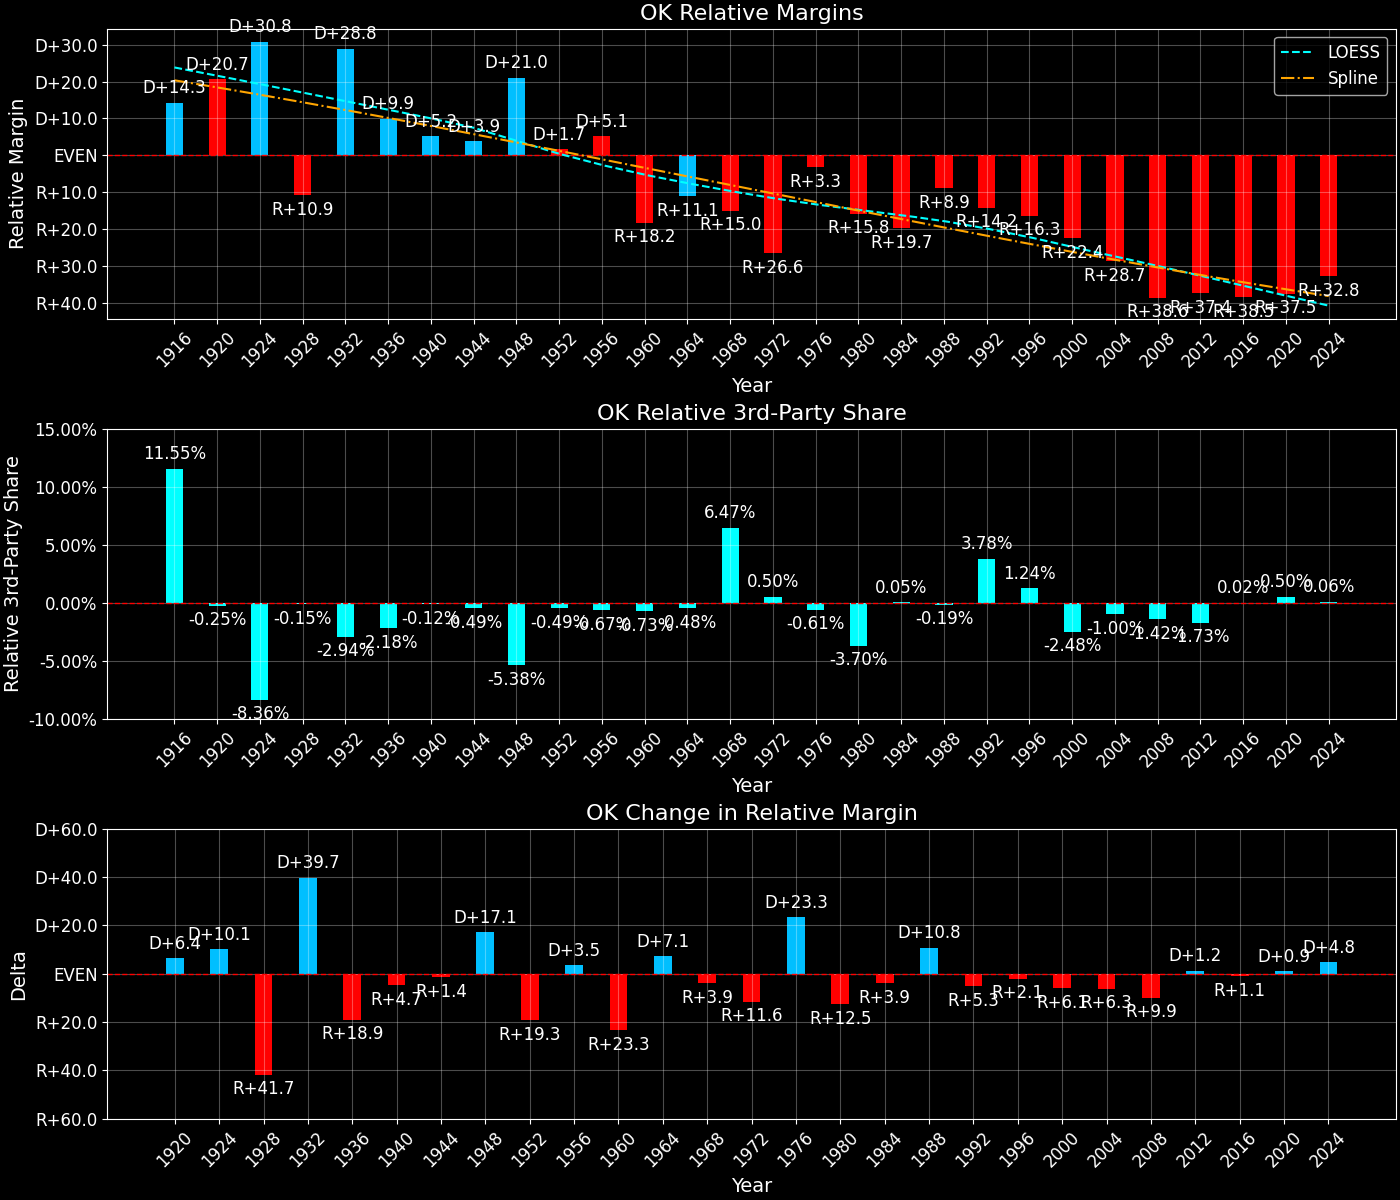 OK Relative Margins
Relative Margin
D+30.0
D+20.0
D+10.0
EVEN
R+10.0
R+20.0
R+30.0
R+40.0
LOESS
Spline
D+14.3
D+20.7
D+30.8
R+10.9
D+28.8
D+9.9
D+5.2
D+3.9
D+21.0
D+1.7
D+5.1
R+18.2
R+11.1
R+15.0
R+26.6
R+3.3
R+15.8
R+19.7
R+8.9
R+14.2
R+16.3
R+22.4
R+28.7
R+38.6
R+37.4
R+38.5
R+37.5
R+32.8
1916 1920 1924 1928 1932 1936 1940 1944 1948 1952 1956 1960 1964 1968 1972 1976 1980 1984 1988 1992 1996 2000 2004 2008 2012 2016 2020 2024
Year
OK Relative 3rd-Party Share
Relative 3rd-Party Share
15.00%
10.00%
5.00%
0.00%
-5.00%
-10.00%
11.55%
-0.25%
-8.36%
-0.15%
-2.94%
-2.18%
-0.12%
-0.49%
-5.38%
-0.49%
-0.67%
-0.73%
-0.48%
6.47%
0.50%
-0.61%
-3.70%
0.05%
-0.19%
3.78%
1.24%
-2.48%
-1.00%
-1.42%
-1.73%
0.02%
0.50%
0.06%
1916 1920 1924 1928 1932 1936 1940 1944 1948 1952 1956 1960 1964 1968 1972 1976 1980 1984 1988 1992 1996 2000 2004 2008 2012 2016 2020 2024
Year
OK Change in Relative Margin
Delta
D+60.0
D+40.0
D+20.0
EVEN
R+20.0
R+40.0
R+60.0
D+6.4
D+10.1
R+41.7
D+39.7
R+18.9
R+4.7
R+1.4
D+17.1
R+19.3
D+3.5
R+23.3
D+7.1
R+3.9
R+11.6
D+23.3
R+12.5
R+3.9
D+10.8
R+5.3
R+2.1
R+6.1
R+6.3
R+9.9
D+1.2
R+1.1
D+0.9
D+4.8
1920 1924 1928 1932 1936 1940 1944 1948 1952 1956 1960 1964 1968 1972 1976 1980 1984 1988 1992 1996 2000 2004 2008 2012 2016 2020 2024
Year